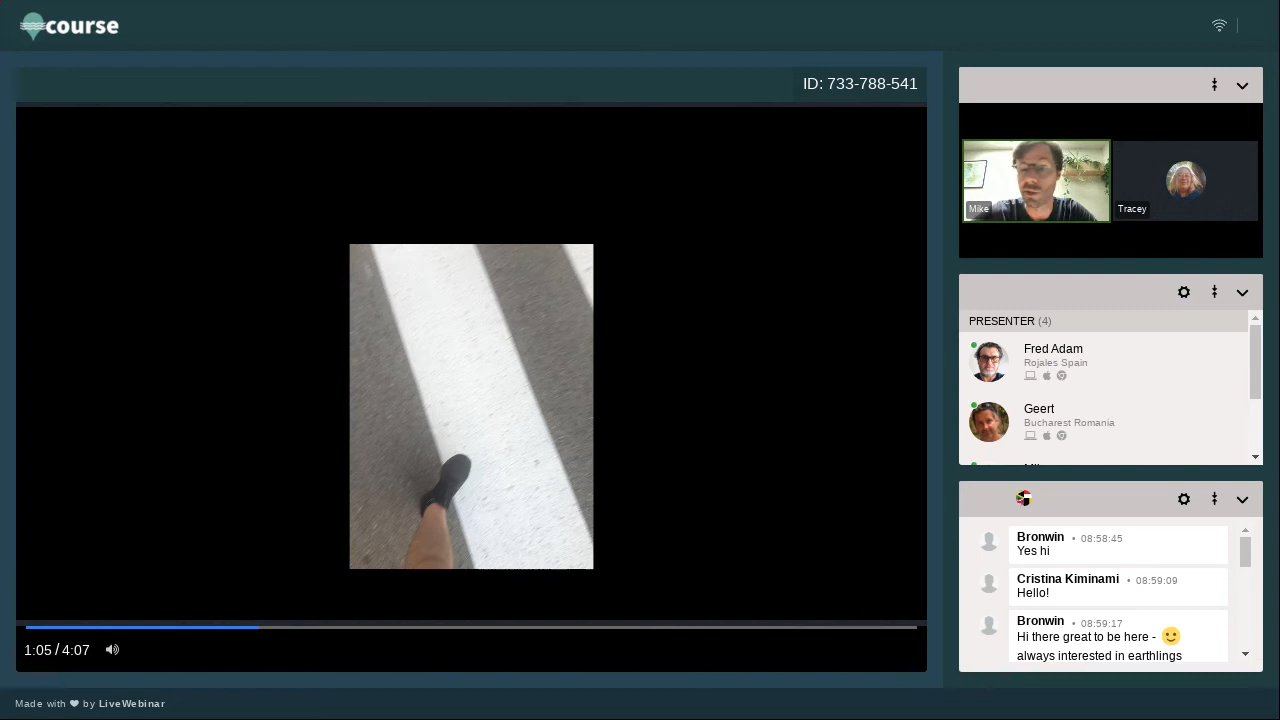 course
ID: 733-788-541
1:05 / 4:07
Made with by LiveWebinar
Mike
Tracey
PRESENTER (4)
Fred Adam
Rojales Spain
Geert
Bucharest Romania
Bronwin • 08:58:45
Yes hi
Cristina Kiminami • 08:59:09
Hello!
Bronwin • 08:59:17
Hi there great to be here - 🙂
always interested in earthlings